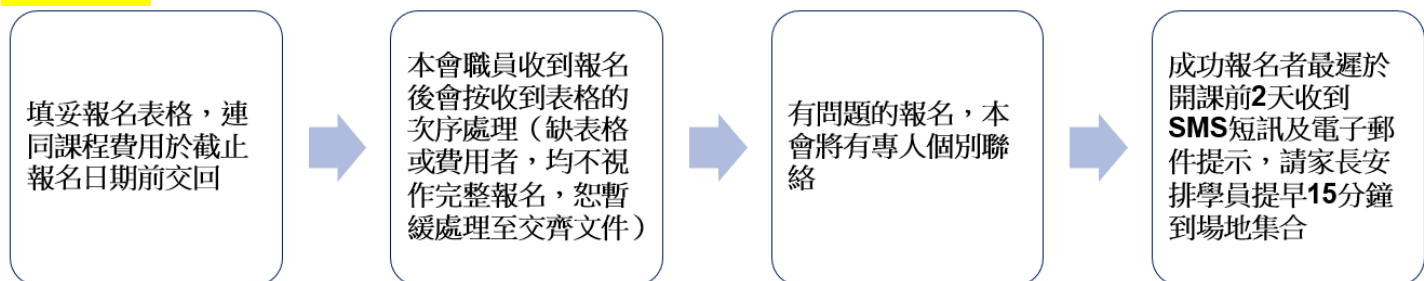 填妥報名表格，連
同課程費用於截止
報名日期前交回
本會職員收到報名
後會按收到表格的
次序處理（缺表格
或費用者，均不視
作完整報名，恕暫
緩處理至交齊文件）
有問題的報名，本
會將有專人個別聯
絡
成功報名者最遲於
開課前2天收到
SMS短訊及電子郵
件提示，請家長安
排學員提早15分鐘
到場地集合